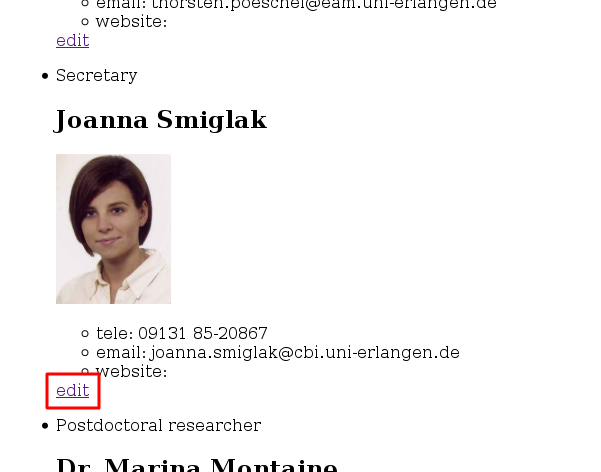 email: thorsten.poeschel@eam.uni-erlangen.de
website:
edit
Secretary
Joanna Smiglak
tele: 09131 85-20867
email: joanna.smiglak@cbi.uni-erlangen.de
website:
edit
Postdoctoral researcher
Dr. Marina Montaine